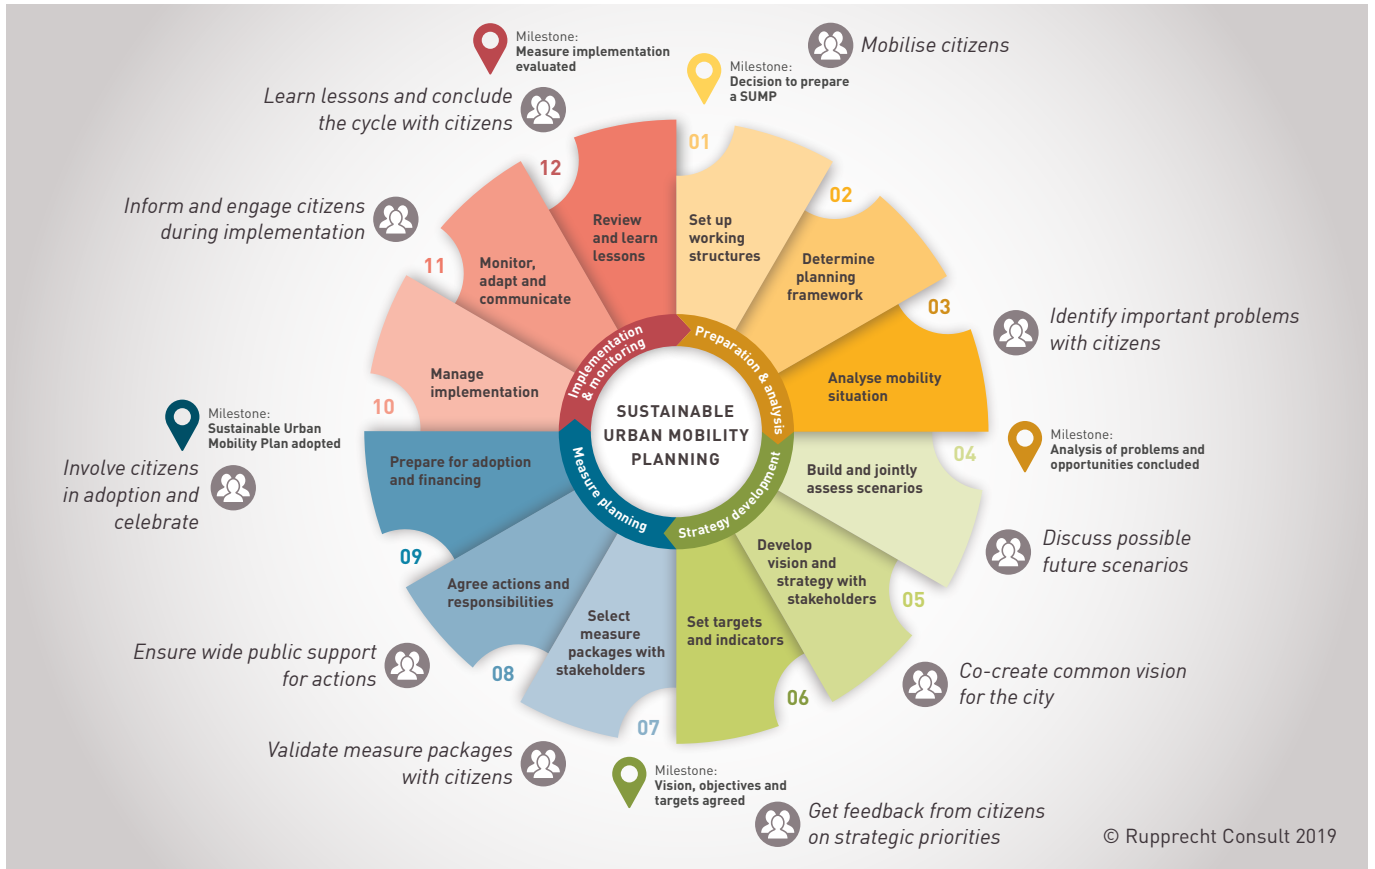 Milestone:
Measure implementation
evaluated
Milestone:
Decision to prepare
a SUMP
Mobilise citizens
Learn lessons and conclude
the cycle with citizens
Inform and engage citizens
during implementation
01
Set up
working
structures
02
Determine
planning
framework
03
Analyse mobility
situation
Identify important problems
with citizens
Milestone:
Analysis of problems and
opportunities concluded
04
Build and jointly
assess scenarios
Discuss possible
future scenarios
05
Develop
vision and
strategy with
stakeholders
Co-create common vision
for the city
06
Set targets
and indicators
Milestone:
Vision, objectives and
targets agreed
Get feedback from citizens
on strategic priorities
07
Select
measure
packages with
stakeholders
Validate measure packages
with citizens
08
Agree actions and
responsibilities
Ensure wide public support
for actions
09
Prepare for adoption
and financing
Milestone:
Sustainable Urban
Mobility Plan adopted
Involve citizens
in adoption and
celebrate
10
Manage
implementation
11
Monitor,
adapt and
communicate
12
Review
and learn
lessons
Preparation & analysis
Strategy development
Measure planning
Implementation
& monitoring
SUSTAINABLE
URBAN MOBILITY
PLANNING
© Rupprecht Consult 2019